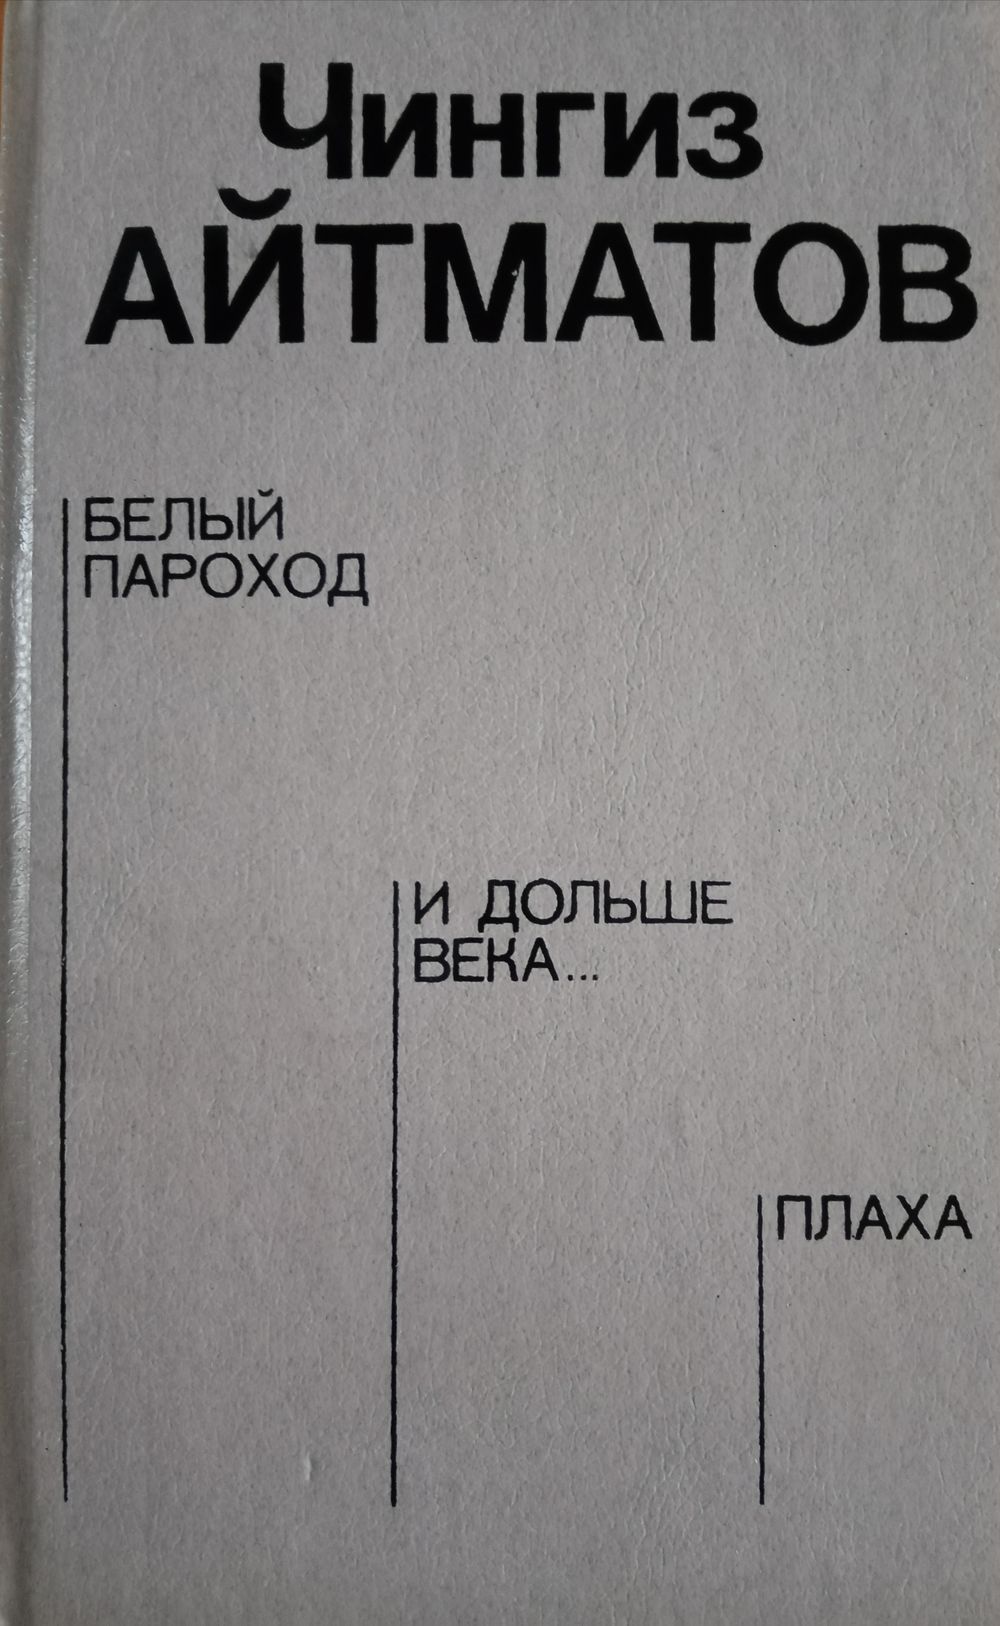 Чингиз
АЙТМАТОВ
БЕЛЫЙ
ПАРОХОД
И ДОЛЬШЕ
ВЕКА...
ПЛАХА